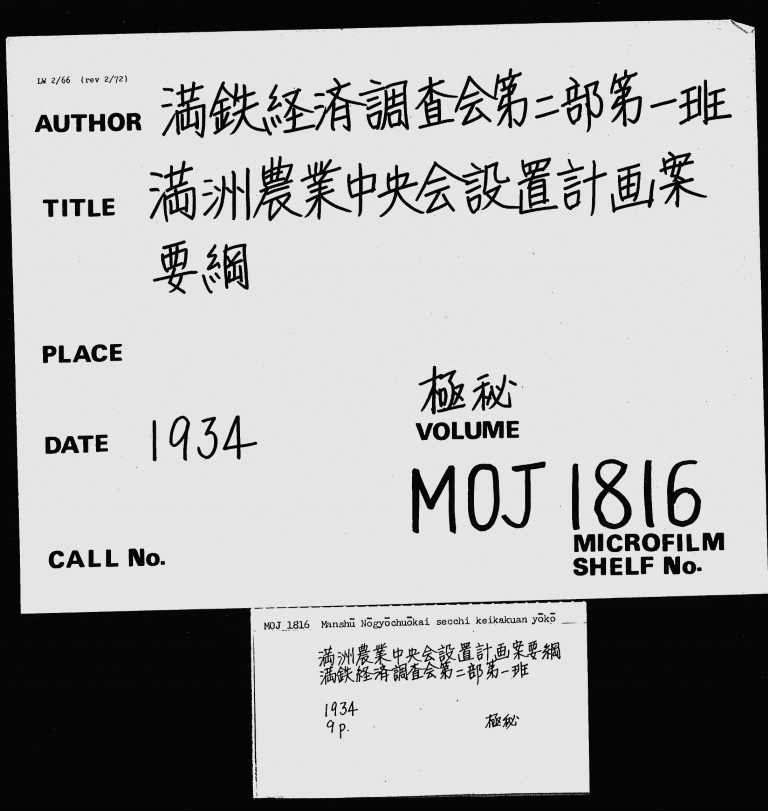 LW 2/66 (rev 2/72)
AUTHOR 満鉄経済調査会第二部第一班
TITLE 満洲農業中央会設置計画案
要綱
PLACE
極秘
DATE 1934 VOLUME
MOJ 1816
CALL No. MICROFILM
SHELF No.
MOJ 1816 Manshū Nōgyōchuōkai secchi keikakuan yōkō
満洲農業中央会設置計画案要綱
満鉄経済調査会第二部第一班
1934
9 p. 極秘